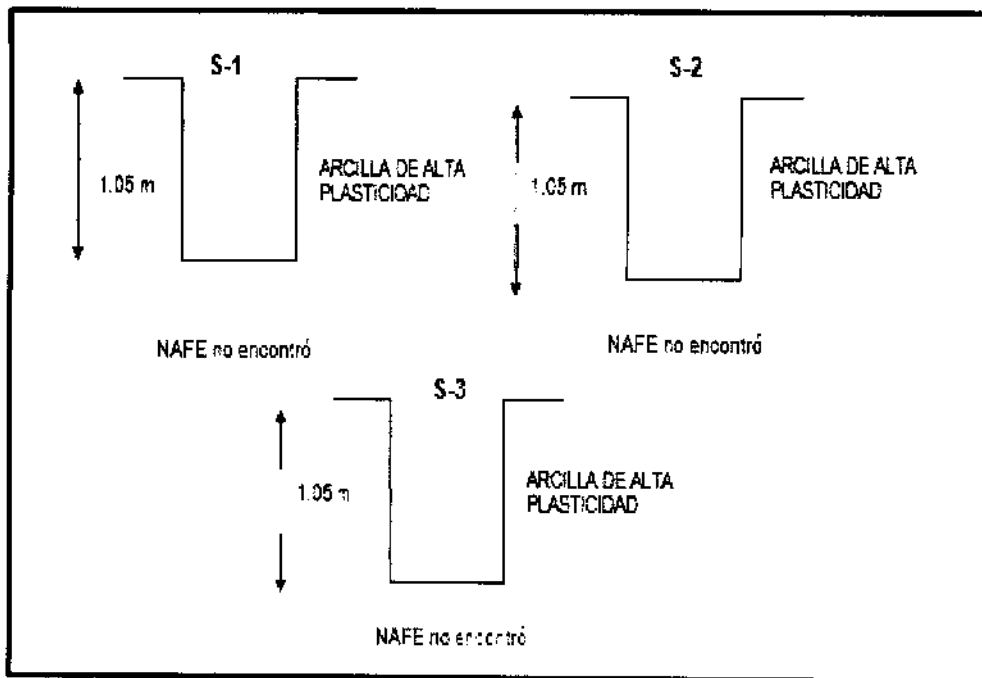 S-1
1.05 m
ARCILLA DE ALTA
PLASTICIDAD
NAFE no encontró
S-2
1.05 m
ARCILLA DE ALTA
PLASTICIDAD
NAFE no encontró
S-3
1.05 m
ARCILLA DE ALTA
PLASTICIDAD
NAFE no encontró